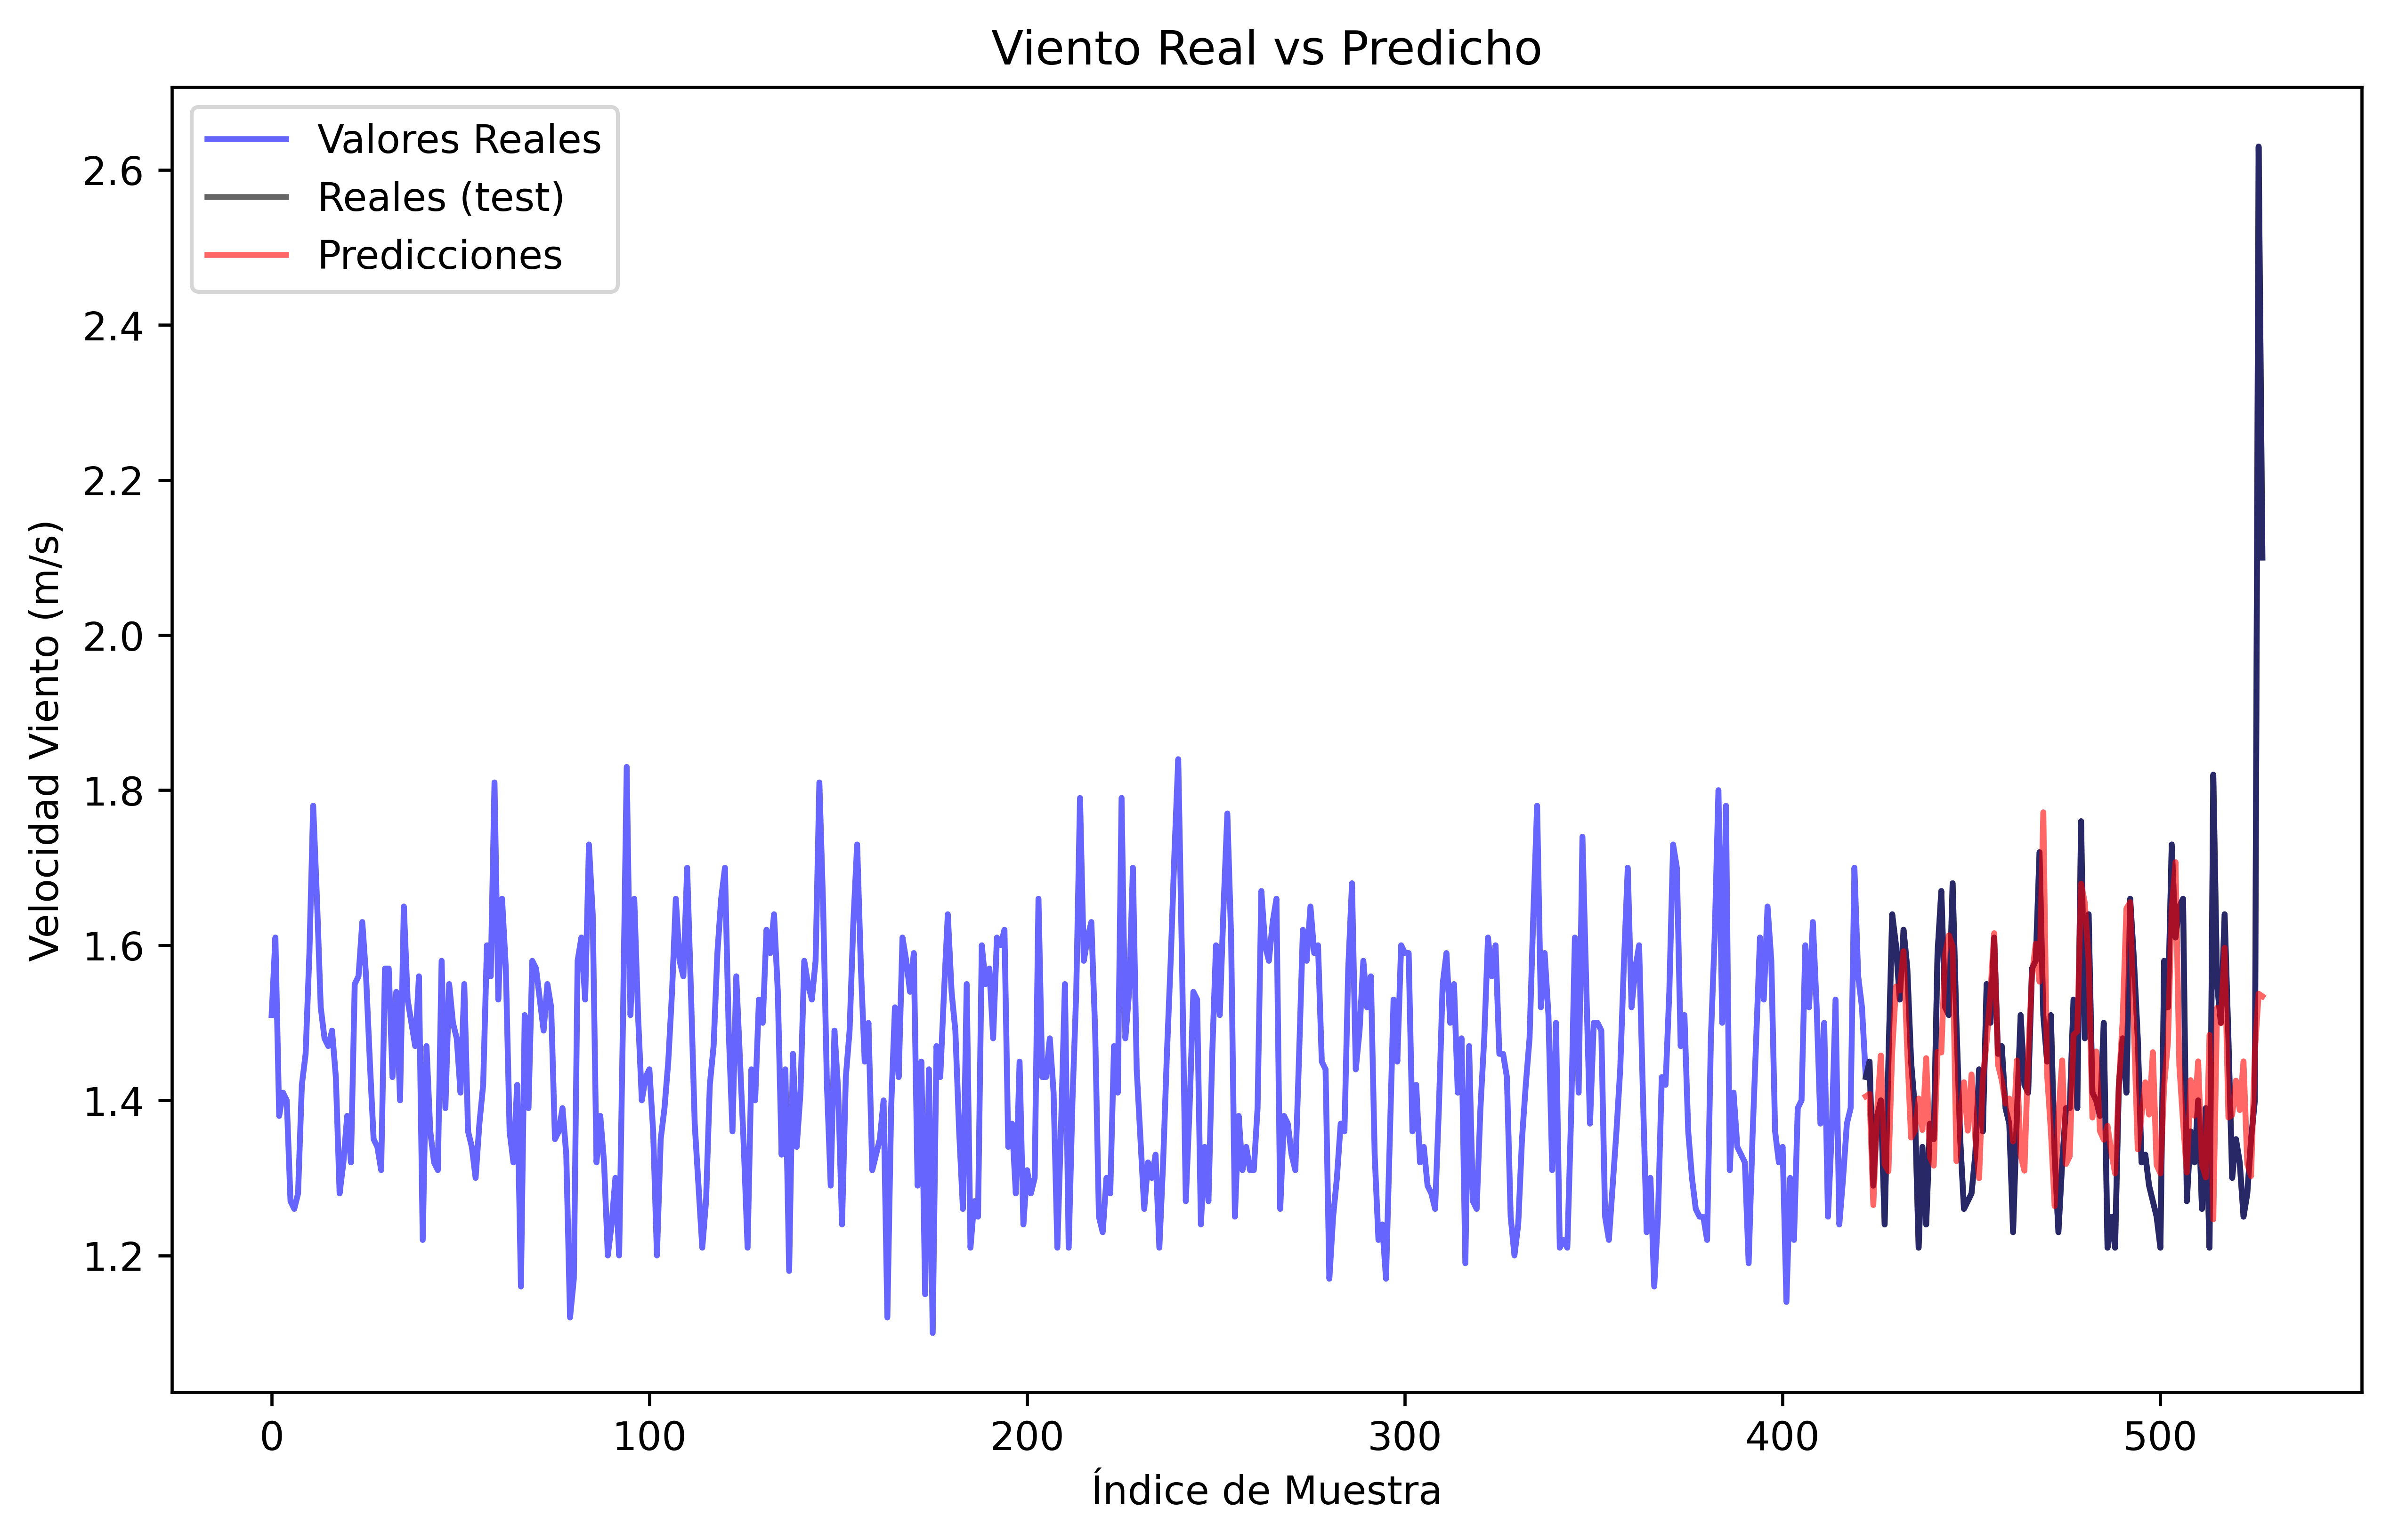 Viento Real vs Predicho
Valores Reales
Reales (test)
Predicciones
2.6
2.4
2.2
2.0
1.8
1.6
1.4
1.2
Velocidad Viento (m/s)
0 100 200 300 400 500
Índice de Muestra